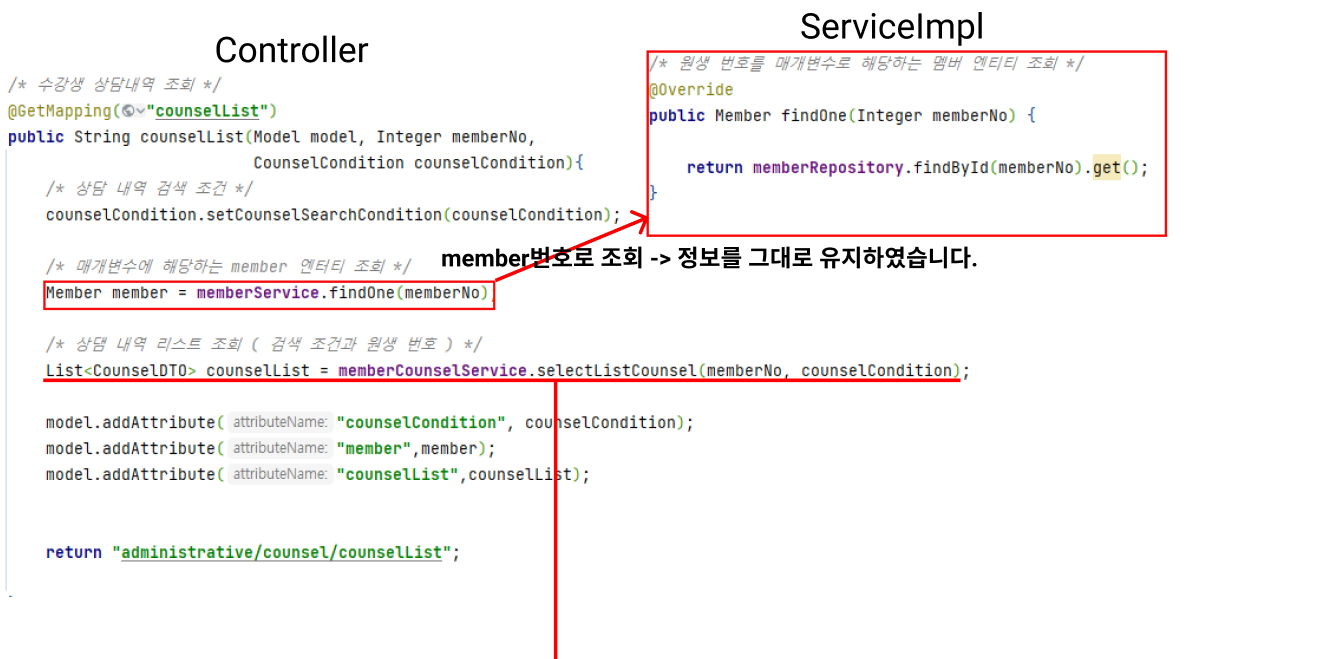 Controller
/* 수강생 상담내역 조회 */
@GetMapping("counselList")
public String counselList(Model model, Integer memberNo,
CounselCondition counselCondition){
/* 상담 내역 검색 조건 */
counselCondition.setCounselSearchCondition(counselCondition);
/* 매개변수에 해당하는 member 엔터티 조회 */
Member member = memberService.findOne(memberNo)
/* 상댐 내역 리스트 조회 ( 검색 조건과 원생 번호 ) */
List<CounselDTO> counselList = memberCounselService.selectListCounsel(memberNo, counselCondition);
model.addAttribute( attributeName: "counselCondition", counselCondition);
model.addAttribute( attributeName: "member",member);
model.addAttribute( attributeName: "counselList",counselList);
return "administrative/counsel/counselList";
ServiceImpl
/* 원생 번호를 매개변수로 해당하는 멤버 엔티티 조회 */
@Override
public Member findOne(Integer memberNo) {
return memberRepository.findById(memberNo).get();
}
member번호로 조회 -> 정보를 그대로 유지하였습니다.